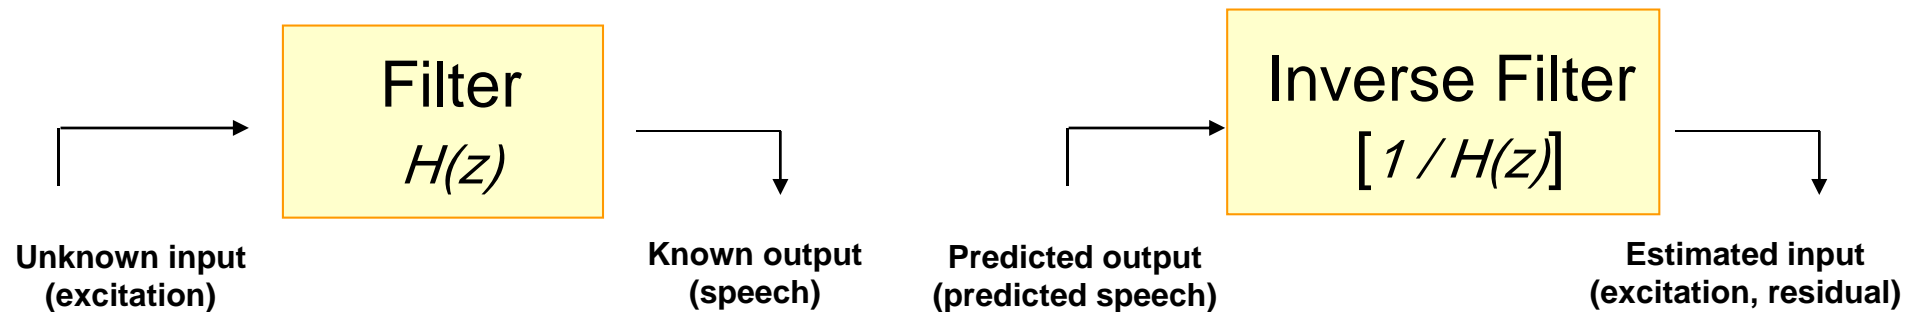 Filter
H(z)
Inverse Filter
[1 / H(z)]
Unknown input
(excitation)
Known output
(speech)
Predicted output
(predicted speech)
Estimated input
(excitation, residual)